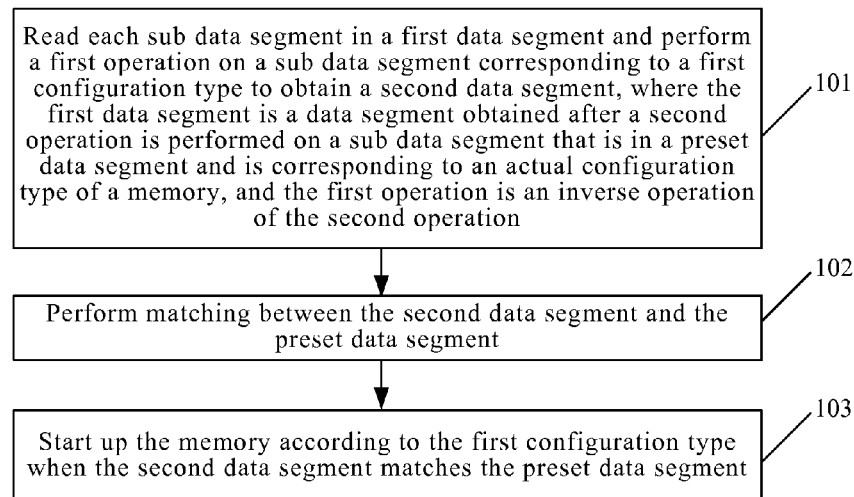 Read each sub data segment in a first data segment and perform
a first operation on a sub data segment corresponding to a first
configuration type to obtain a second data segment, where the
first data segment is a data segment obtained after a second
operation is performed on a sub data segment that is in a preset
data segment and is corresponding to an actual configuration
type of a memory, and the first operation is an inverse operation
of the second operation
101
Perform matching between the second data segment and the
preset data segment
102
Start up the memory according to the first configuration type
when the second data segment matches the preset data segment
103